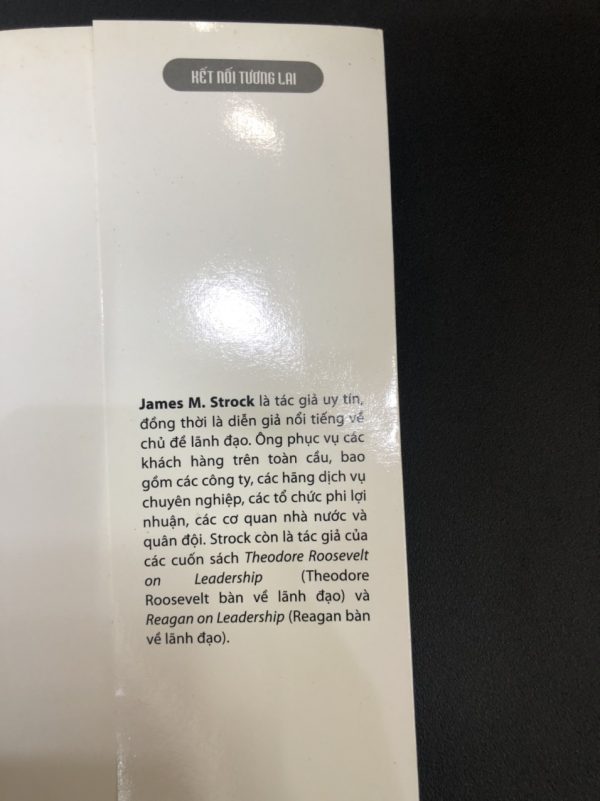 KẾT NỐI TƯƠNG LAI
James M. Strock là tác giả uy tín,
đồng thời là diễn giả nổi tiếng về
chủ đề lãnh đạo. Ông phục vụ các
khách hàng trên toàn cầu, bao
gồm các công ty, các hãng dịch vụ
chuyên nghiệp, các tổ chức phi lợi
nhuận, các cơ quan nhà nước và
quân đội. Strock còn là tác giả của
các cuốn sách Theodore Roosevelt
on Leadership (Theodore
Roosevelt bàn về lãnh đạo) và
Reagan on Leadership (Reagan bàn
về lãnh đạo).